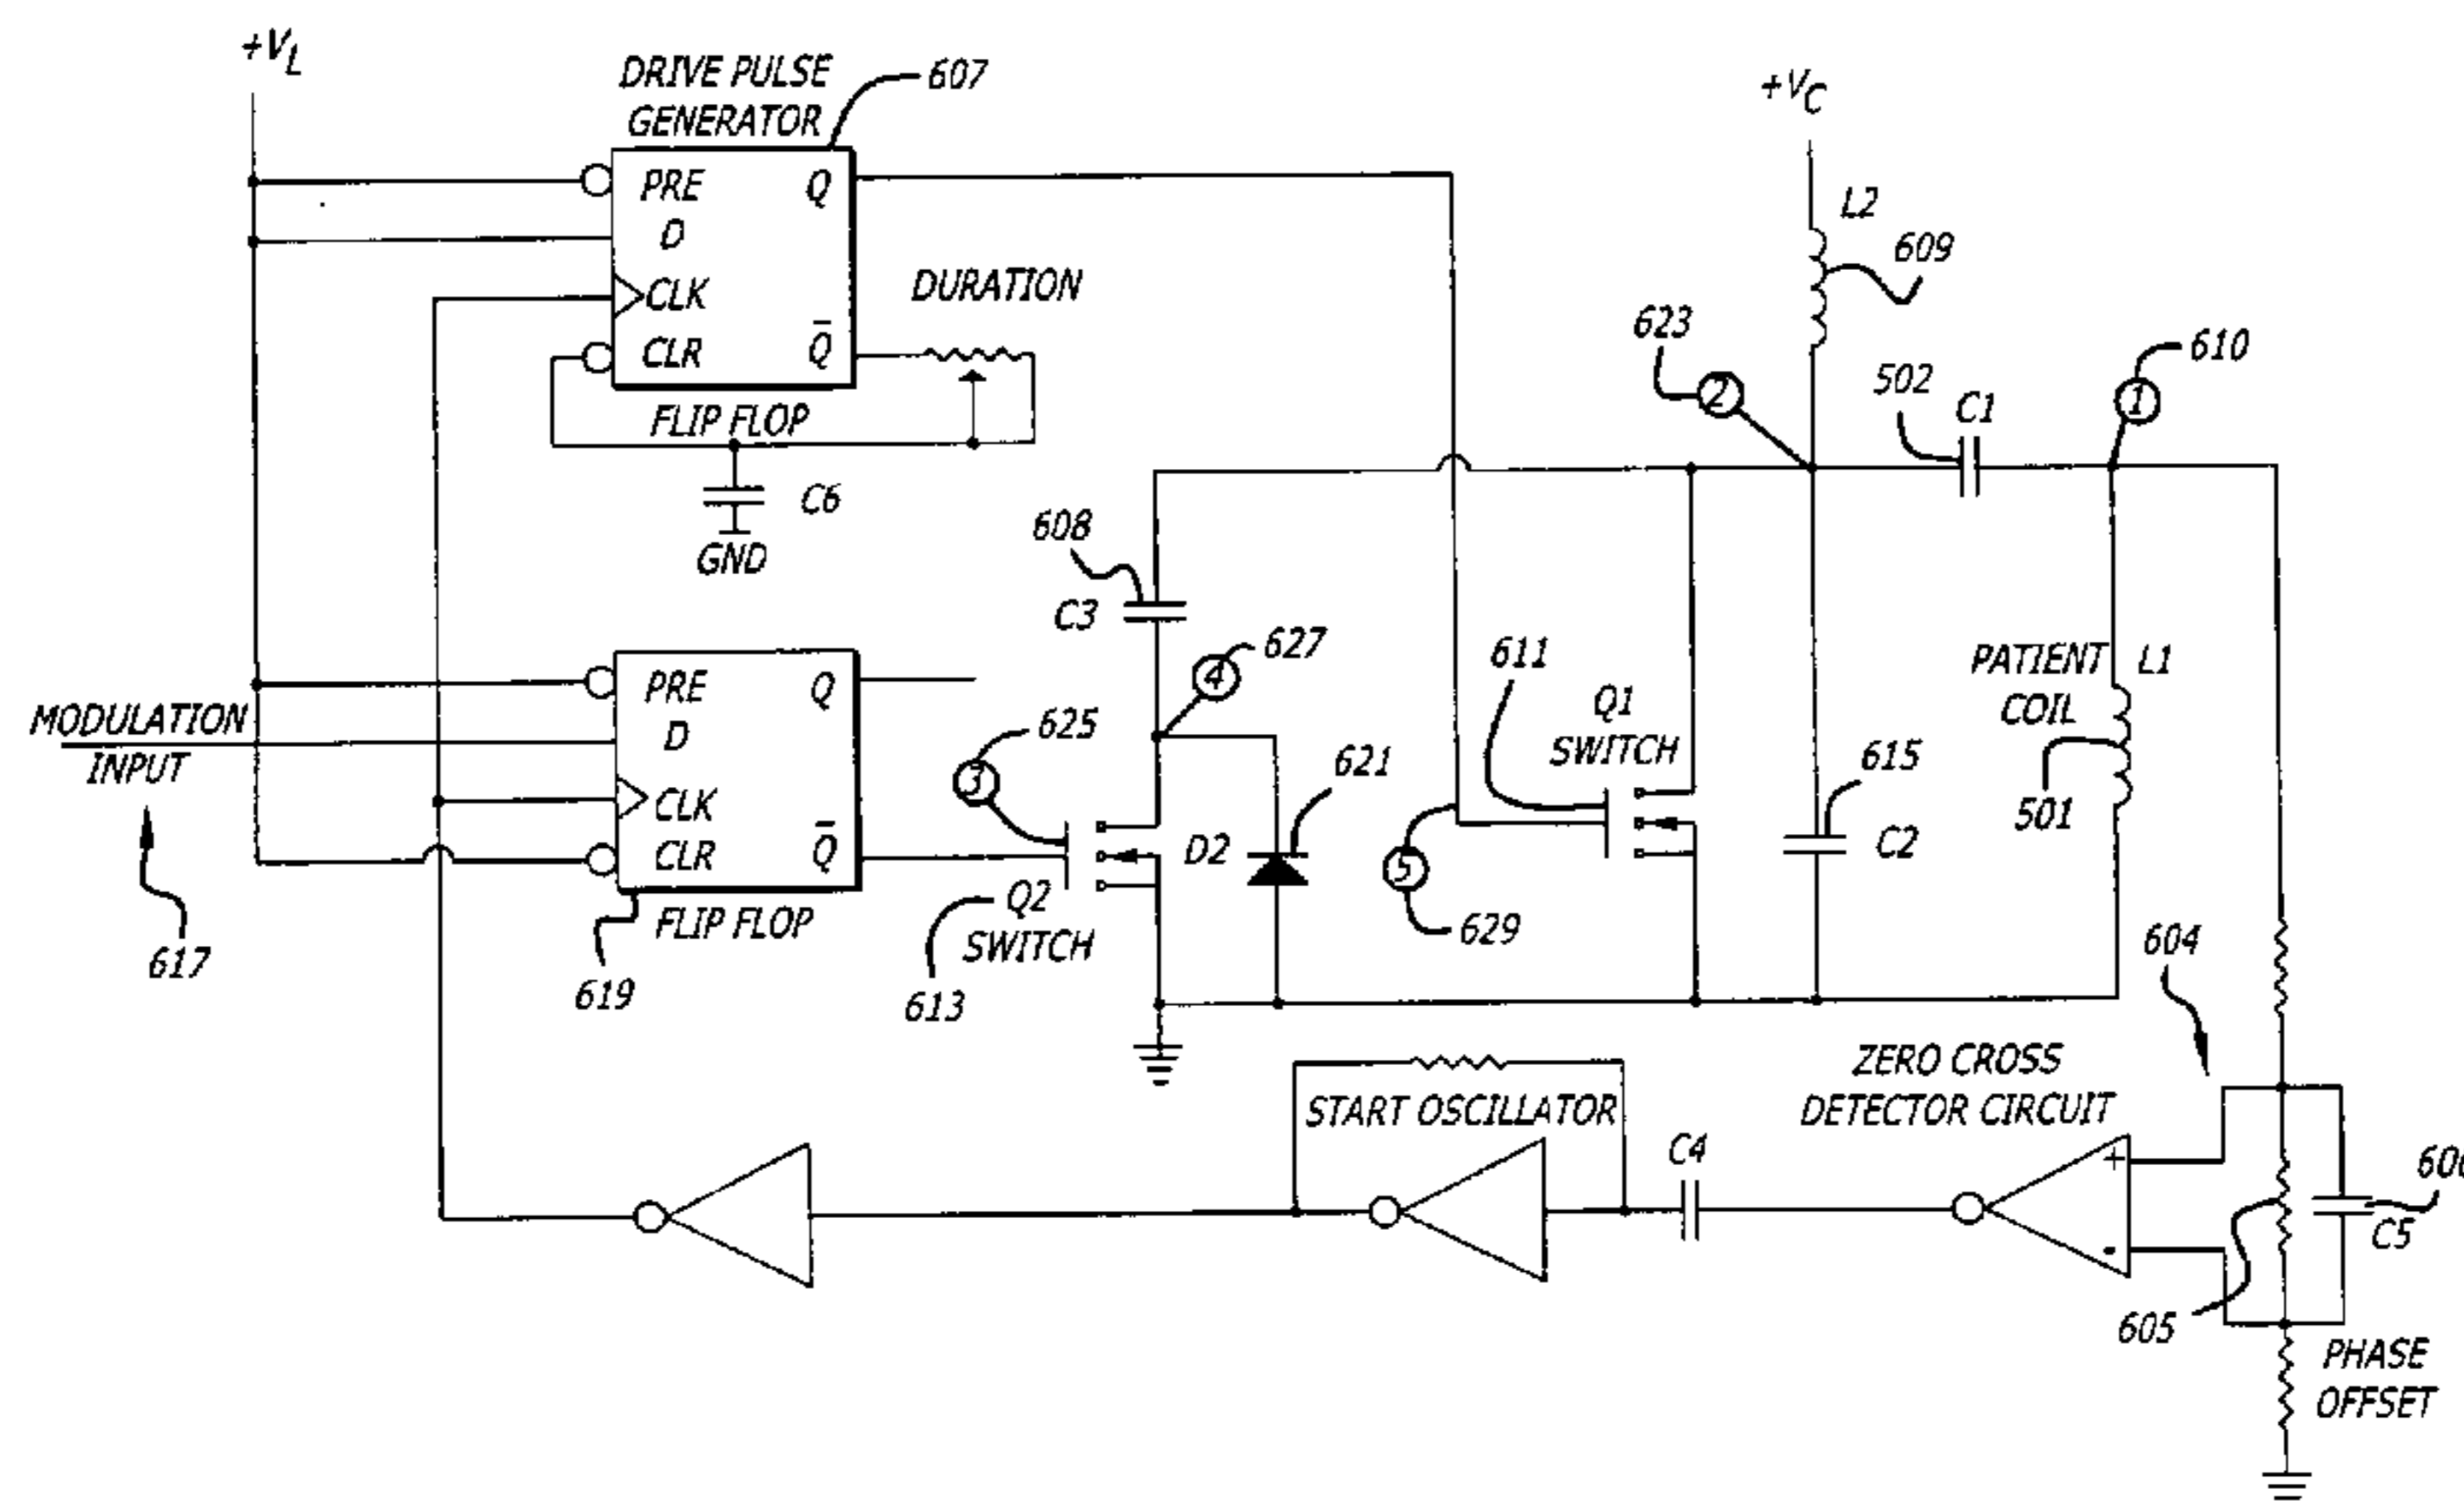 +VL
DRIVE PULSE
GENERATOR
607
PRE
D
CLK
CLR
Q
Q̅
DURATION
FLIP FLOP
C6
GND
+VC
L2
609
623
2
502
C1
1
610
608
C3
4
627
MODULATION
INPUT
617
PRE
D
CLK
CLR
Q
Q̅
FLIP FLOP
619
625
3
Q2
SWITCH
613
D2
621
611
Q1
SWITCH
5
629
615
C2
PATIENT
COIL
L1
501
604
ZERO CROSS
DETECTOR CIRCUIT
START OSCILLATOR
C4
+
-
C5
605
PHASE
OFFSET